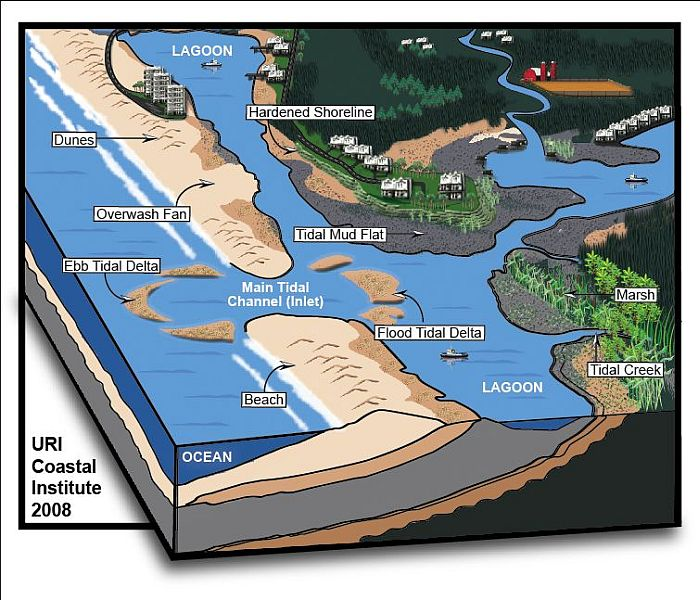 LAGOON
Hardened Shoreline
Dunes
Overwash Fan
Tidal Mud Flat
Ebb Tidal Delta
Main Tidal
Channel (Inlet)
Marsh
Flood Tidal Delta
Tidal Creek
LAGOON
Beach
OCEAN
URI
Coastal
Institute
2008